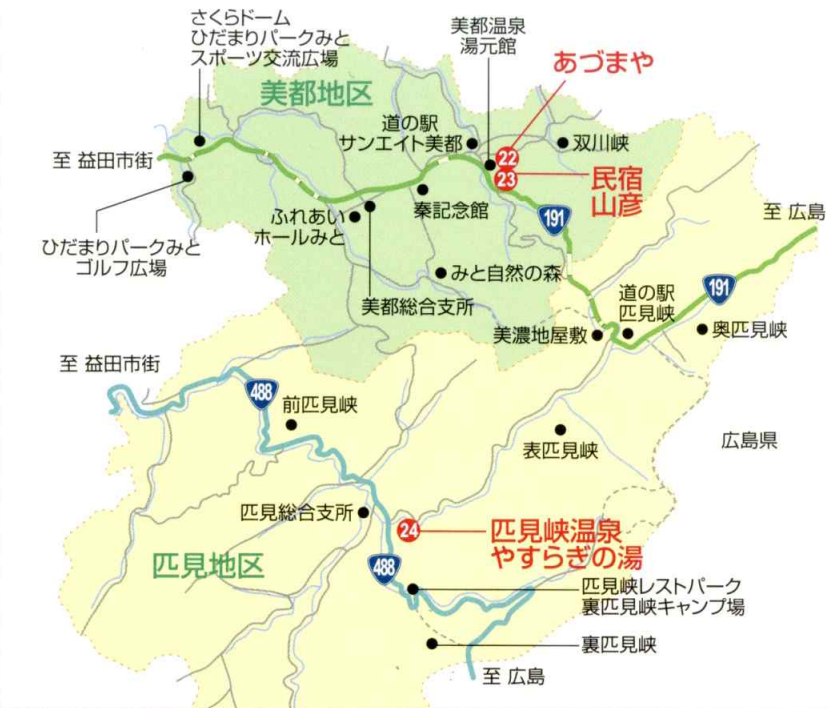 さくらドーム
ひだまりパークみと
スポーツ交流広場
美都温泉
湯元館
あづまや
美都地区
道の駅
サンエイト美都
22
双川峡
至 益田市街
23
民宿
山彦
秦記念館
ふれあい
ホールみと
191
至 広島
ひだまりパークみと
ゴルフ広場
みと自然の森
191
美都総合支所
道の駅
匹見峡
美濃地屋敷
奥匹見峡
至 益田市街
488
前匹見峡
表匹見峡
広島県
匹見総合支所
24
匹見峡温泉
やすらぎの湯
匹見地区
488
匹見峡レストパーク
裏匹見峡キャンプ場
裏匹見峡
至 広島